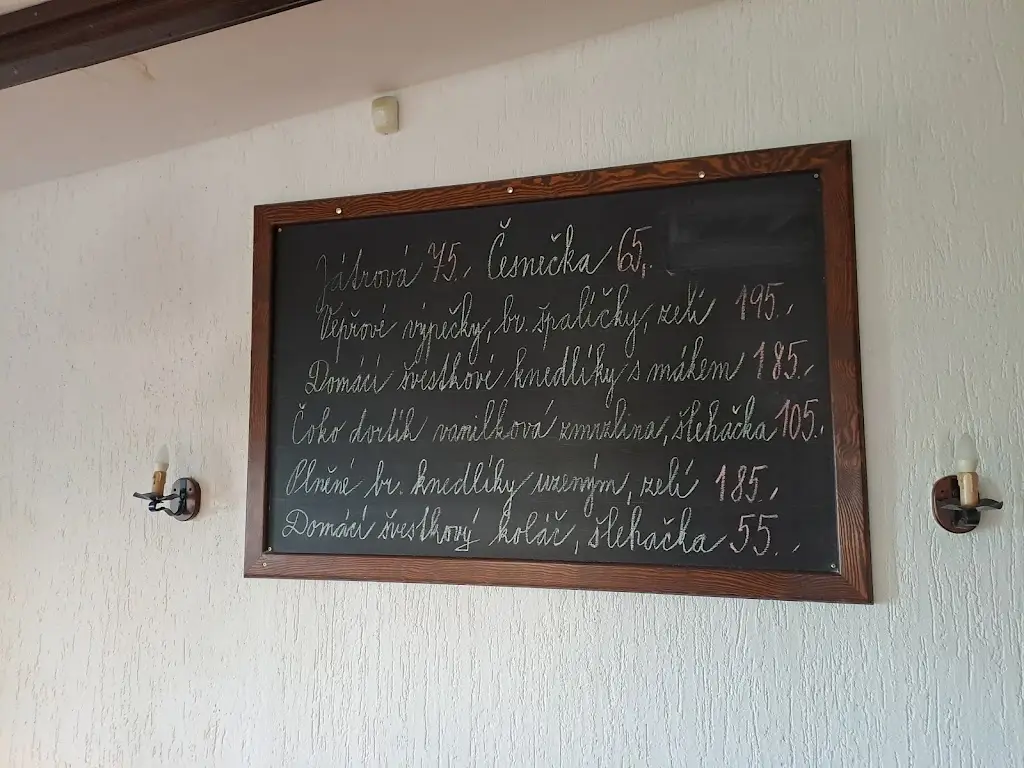 Játrová 75,- Česnečka 65,-
Vepřové výpečky, br. špalíčky, zelí 195,-
Domácí švestkové knedlíky s mákem 185,-
Čoko dortík vanilková zmrzlina, šlehačka 105,-
Plněné br. knedlíky uzeným, zelí 185,-
Domácí švestkový koláč, šlehačka 55,-